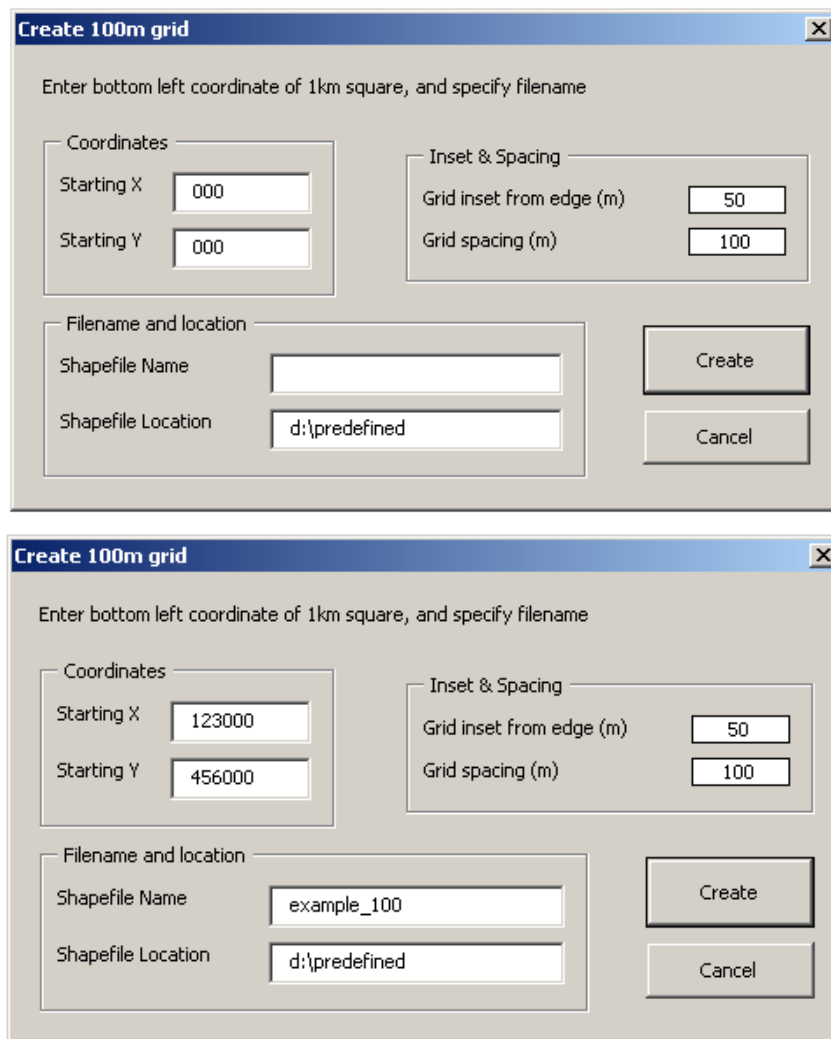 Create 100m grid
Enter bottom left coordinate of 1km square, and specify filename
Coordinates
Starting X 000
Starting Y 000
Inset & Spacing
Grid inset from edge (m) 50
Grid spacing (m) 100
Filename and location
Shapefile Name
Shapefile Location d:\predefined
Create
Cancel
Create 100m grid
Enter bottom left coordinate of 1km square, and specify filename
Coordinates
Starting X 123000
Starting Y 456000
Inset & Spacing
Grid inset from edge (m) 50
Grid spacing (m) 100
Filename and location
Shapefile Name example_100
Shapefile Location d:\predefined
Create
Cancel